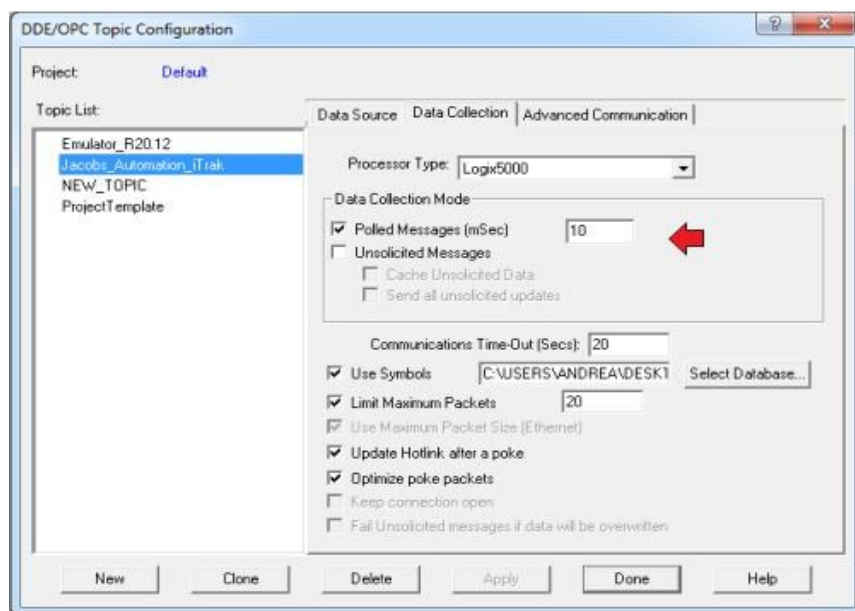 DDE/OPC Topic Configuration
Project: Default
Topic List:
Emulator_R20.12
Jacobs_Automation_iTrak
NEW_TOPIC
ProjectTemplate
Data Source
Data Collection
Advanced Communication
Processor Type: Logix5000
Data Collection Mode
Polled Messages (mSec) 10
Unsolicited Messages
Cache Unsolicited Data
Send all unsolicited updates
Communications Time-Out (Secs): 20
Use Symbols C:\USERS\ANDREA\DESKT Select Database...
Limit Maximum Packets 20
Use Maximum Packet Size (Ethernet)
Update Hotlink after a poke
Optimize poke packets
Keep connection open
Fail Unsolicited messages if data will be overwritten
New Clone Delete Apply Done Help